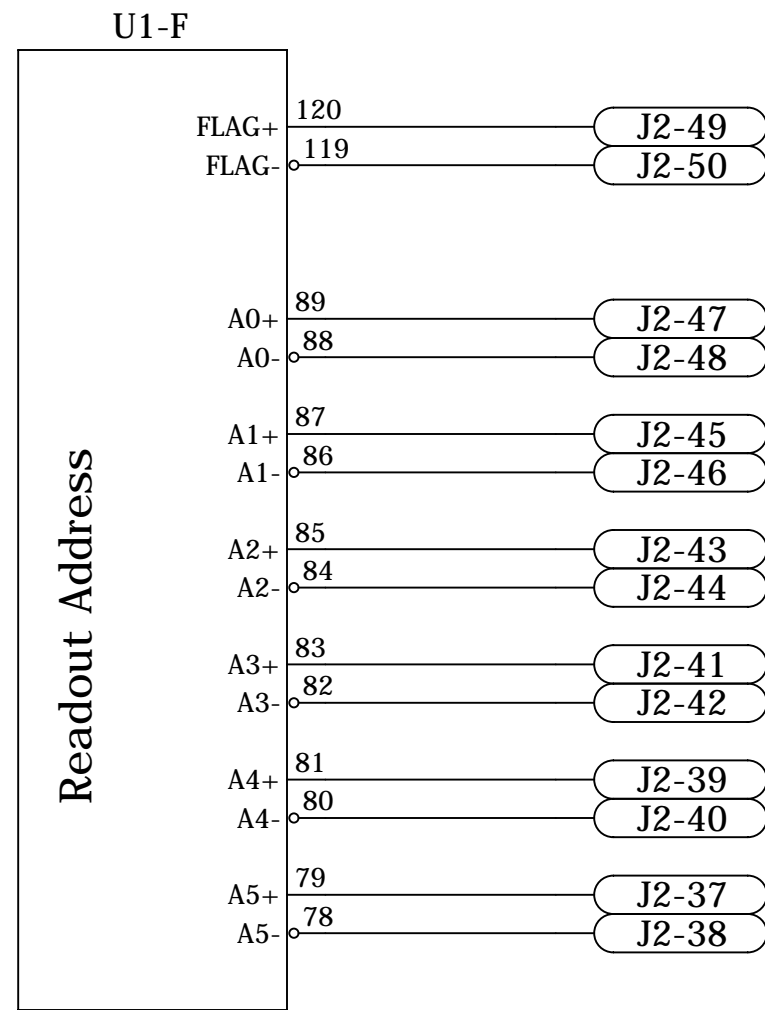 U1-F
FLAG+ 120 J2-49
FLAG- 119 J2-50
A0+ 89 J2-47
A0- 88 J2-48
A1+ 87 J2-45
A1- 86 J2-46
Readout Address
A2+ 85 J2-43
A2- 84 J2-44
A3+ 83 J2-41
A3- 82 J2-42
A4+ 81 J2-39
A4- 80 J2-40
A5+ 79 J2-37
A5- 78 J2-38